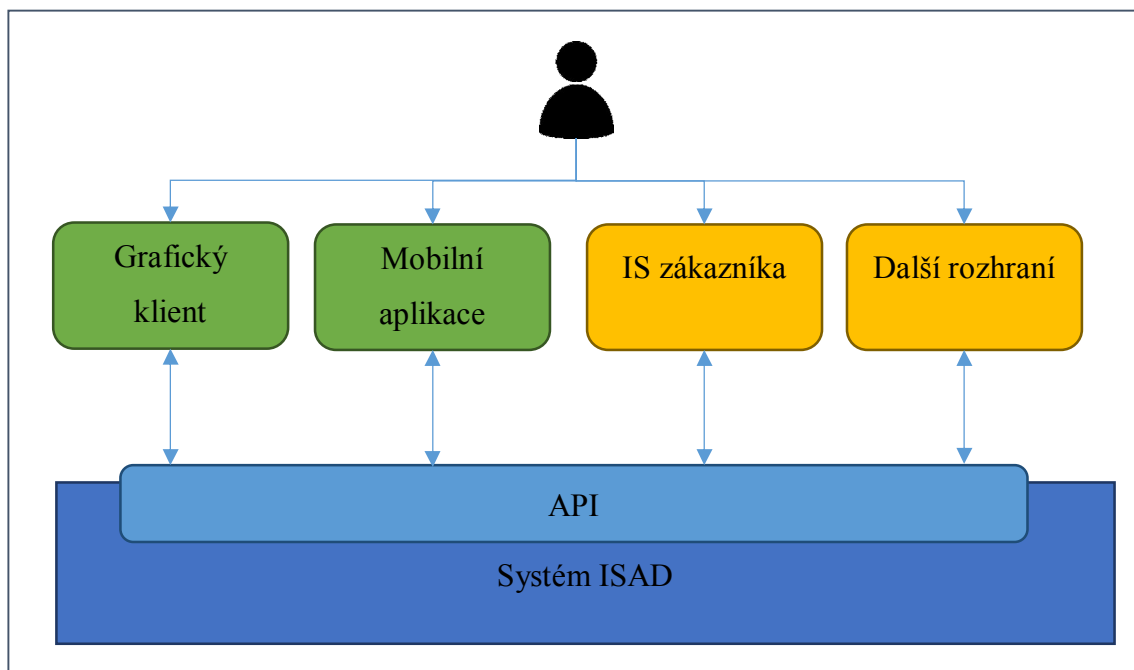 Grafický
klient
Mobilní
aplikace
IS zákazníka
Další rozhraní
API
Systém ISAD